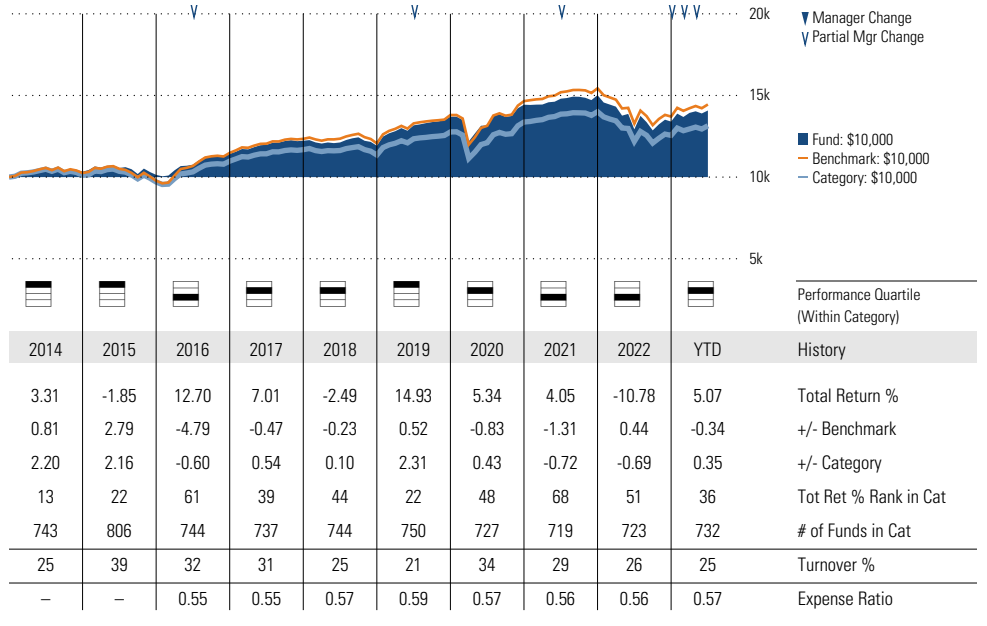 20k
15k
10k
5k
Manager Change
Partial Mgr Change
Fund: $10,000
Benchmark: $10,000
Category: $10,000
Performance Quartile
(Within Category)
2014 2015 2016 2017 2018 2019 2020 2021 2022 YTD History
3.31 -1.85 12.70 7.01 -2.49 14.93 5.34 4.05 -10.78 5.07 Total Return %
0.81 2.79 -4.79 -0.47 -0.23 0.52 -0.83 -1.31 0.44 -0.34 +/- Benchmark
2.20 2.16 -0.60 0.54 0.10 2.31 0.43 -0.72 -0.69 0.35 +/- Category
13 22 61 39 44 22 48 68 51 36 Tot Ret % Rank in Cat
743 806 744 737 744 750 727 719 723 732 # of Funds in Cat
25 39 32 31 25 21 34 29 26 25 Turnover %
– – 0.55 0.55 0.57 0.59 0.57 0.56 0.56 0.57 Expense Ratio